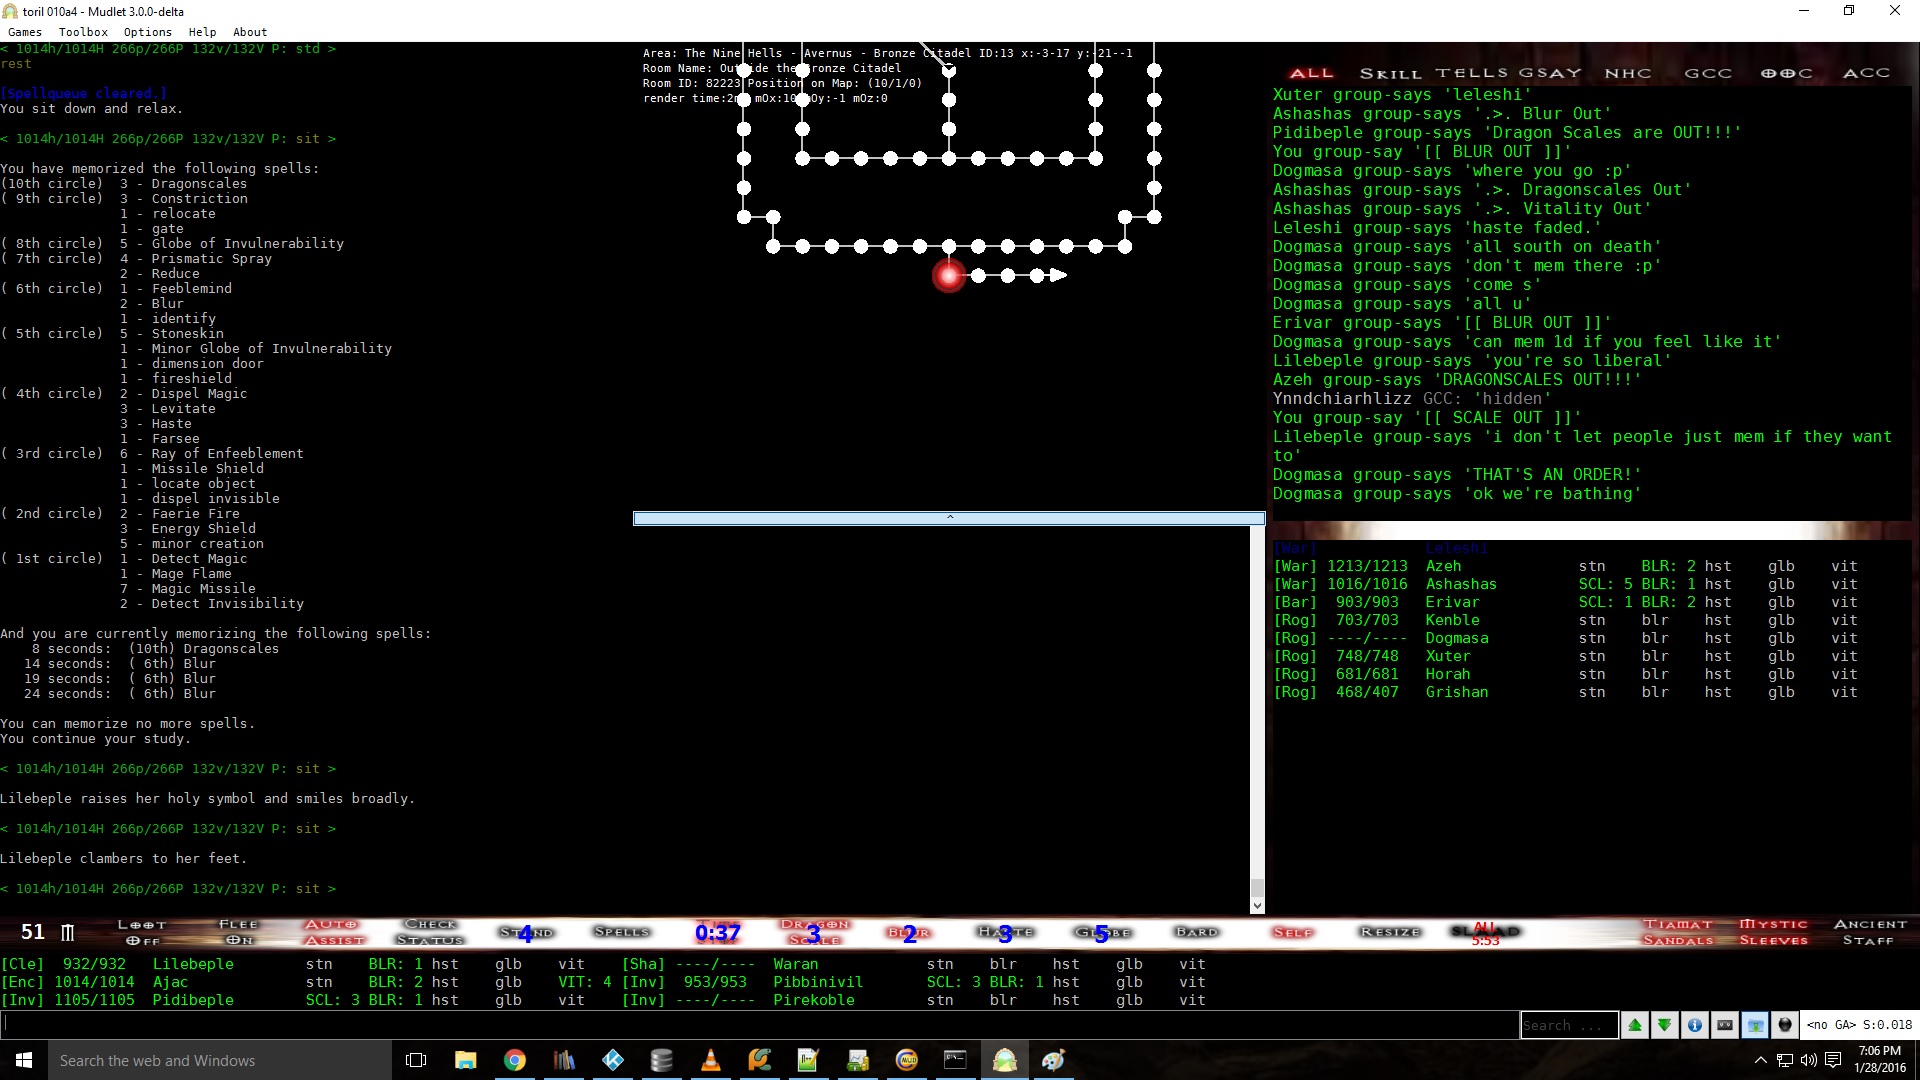 toril 010a4 - Mudlet 3.0.0-delta
Games Toolbox Options Help About
< 1014h/1014H 266p/266P 132v/132V P: std >
rest
[Spellqueue cleared.]
You sit down and relax.
< 1014h/1014H 266p/266P 132v/132V P: sit >
You have memorized the following spells:
(10th circle) 3 - Dragonscales
( 9th circle) 3 - Constriction
1 - relocate
1 - gate
( 8th circle) 5 - Globe of Invulnerability
( 7th circle) 4 - Prismatic Spray
2 - Reduce
( 6th circle) 1 - Feeblemind
2 - Blur
1 - identify
( 5th circle) 5 - Stoneskin
1 - Minor Globe of Invulnerability
1 - dimension door
1 - fireshield
( 4th circle) 2 - Dispel Magic
3 - Levitate
3 - Haste
1 - Farsee
( 3rd circle) 6 - Ray of Enfeeblement
1 - Missile Shield
1 - locate object
1 - dispel invisible
( 2nd circle) 2 - Faerie Fire
3 - Energy Shield
5 - minor creation
( 1st circle) 1 - Detect Magic
1 - Mage Flame
7 - Magic Missile
2 - Detect Invisibility
And you are currently memorizing the following spells:
8 seconds: (10th) Dragonscales
14 seconds: ( 6th) Blur
19 seconds: ( 6th) Blur
24 seconds: ( 6th) Blur
You can memorize no more spells.
You continue your study.
< 1014h/1014H 266p/266P 132v/132V P: sit >
Lilebeple raises her holy symbol and smiles broadly.
< 1014h/1014H 266p/266P 132v/132V P: sit >
Lilebeple clambers to her feet.
< 1014h/1014H 266p/266P 132v/132V P: sit >
Area: The Nine Hells - Avernus - Bronze Citadel ID:13 x:-3-17 y:-21--1
Room Name: Outside the Bronze Citadel
Room ID: 82223 Position on Map: (10/1/0)
render time:2m mOx:10 mOy:-1 mOz:0
ALL SKILL TELLS GSAY NHC GCC OOC ACC
Xuter group-says 'leleshi'
Ashashas group-says '.>. Blur Out'
Pidibeple group-says 'Dragon Scales are OUT!!!'
You group-say '[[ BLUR OUT ]]'
Dogmasa group-says 'where you go :p'
Ashashas group-says '.>. Dragonscales Out'
Ashashas group-says '.>. Vitality Out'
Leleshi group-says 'haste faded.'
Dogmasa group-says 'all south on death'
Dogmasa group-says 'don't mem there :p'
Dogmasa group-says 'come s'
Dogmasa group-says 'all u'
Erivar group-says '[[ BLUR OUT ]]'
Dogmasa group-says 'can mem 1d if you feel like it'
Lilebeple group-says 'you're so liberal'
Azeh group-says 'DRAGONSCALES OUT!!!'
Ynndchiarhlizz GCC: 'hidden'
You group-say '[[ SCALE OUT ]]'
Lilebeple group-says 'i don't let people just mem if they want
to'
Dogmasa group-says 'THAT'S AN ORDER!'
Dogmasa group-says 'ok we're bathing'
[War] Leleshi
[War] 1213/1213 Azeh stn BLR: 2 hst glb vit
[War] 1016/1016 Ashashas SCL: 5 BLR: 1 hst glb vit
[Bar] 903/903 Erivar SCL: 1 BLR: 2 hst glb vit
[Rog] 703/703 Kenble stn blr hst glb vit
[Rog] ----/---- Dogmasa stn blr hst glb vit
[Rog] 748/748 Xuter stn blr hst glb vit
[Rog] 681/681 Horah stn blr hst glb vit
[Rog] 468/407 Grishan stn blr hst glb vit
51 LOOT OFF FLEE ON AUTO ASSIST CHECK STATUS STAND 4 SPELLS 0:37 DRAGON SCALE 3 BLUR 2 HASTE 3 GLOBE 5 BARD SELF RESIZE ALL 5:53 TIAMAT SANDALS MYSTIC SLEEVES ANCIENT STAFF
[Cle] 932/932 Lilebeple stn BLR: 1 hst glb vit [Sha] ----/---- Waran stn blr hst glb vit
[Enc] 1014/1014 Ajac stn BLR: 2 hst glb VIT: 4 [Inv] 953/953 Pibbinivil SCL: 3 BLR: 1 hst glb vit
[Inv] 1105/1105 Pidibeple SCL: 3 BLR: 1 hst glb vit [Inv] ----/---- Pirekoble stn blr hst glb vit
Search ... <no GA> S:0.018
Search the web and Windows
7:06 PM
1/28/2016